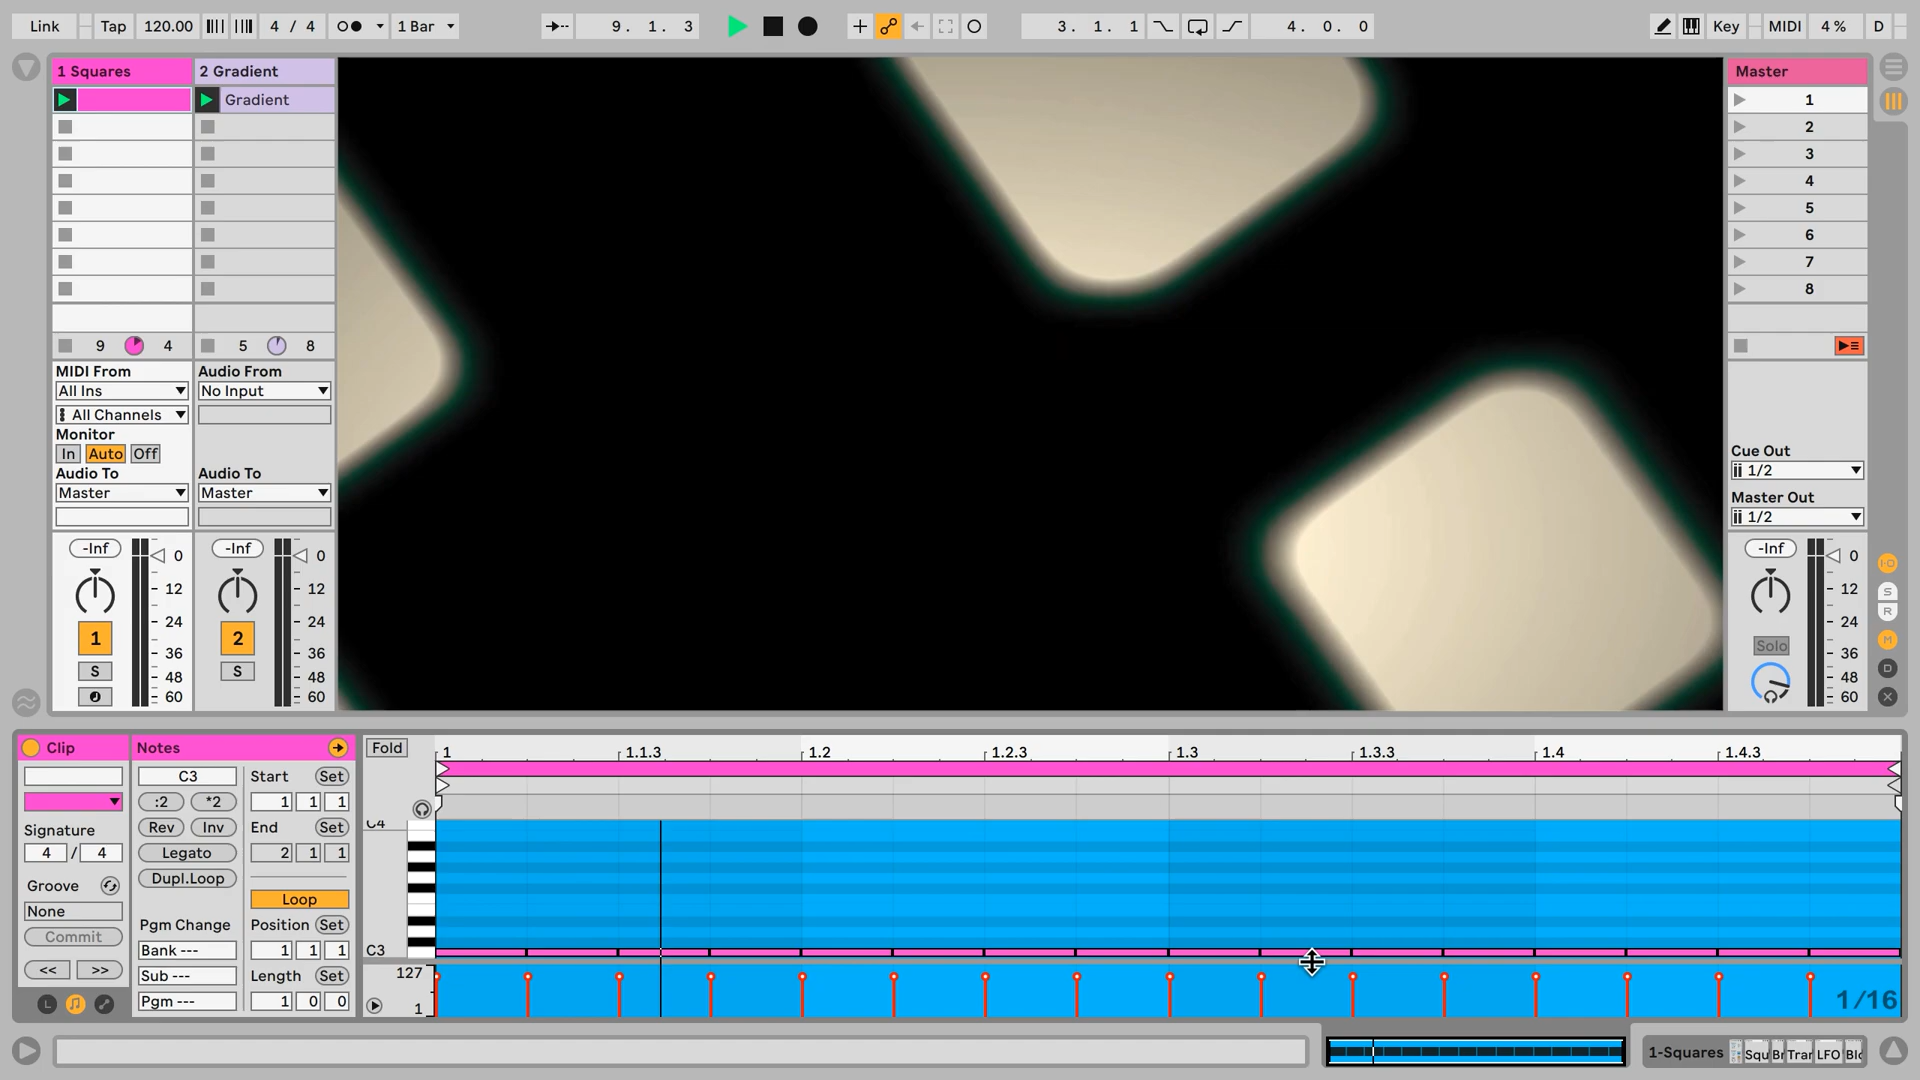 Link Tap 120.00 4 / 4 1 Bar 9. 1. 3 3. 1. 1 4. 0. 0 Key MIDI 4 % D
1 Squares 2 Gradient Master
Gradient 1
2
3
4
5
6
7
8
9 4 5 8
MIDI From Audio From
All Ins No Input
All Channels
Monitor
In Auto Off
Audio To Audio To
Master Master
Cue Out
1/2
Master Out
1/2
-Inf 0 -Inf 0 -Inf 0
12 12 12
24 24 24
1 2
36 36 Solo 36
S S
48 48 48
60 60 60
I-O
S
R
M
D
X
Clip Notes Fold 1 1.1.3 1.2 1.2.3 1.3 1.3.3 1.4 1.4.3
C3 Start Set
:2 *2 1 1 1
Signature Rev Inv End Set
4 / 4 Legato 2 1 1
Groove Dupl.Loop
None Loop
Commit Pgm Change Position Set
<< >> Bank --- 1 1 1
Sub --- Length Set
L Pgm --- 1 0 0
C4
C3
127
1
1/16
1-Squares Squ Br Trar LFO Blo